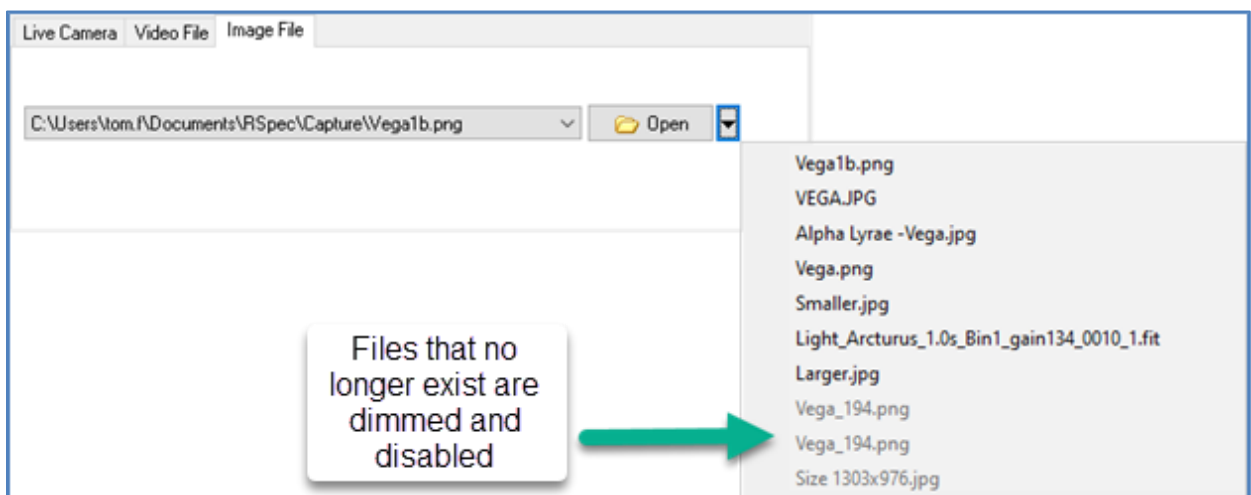 Live Camera Video File Image File
C:\Users\tom.f\Documents\RSpec\Capture\Vega1b.png Open
Vega1b.png
VEGA.JPG
Alpha Lyrae -Vega.jpg
Vega.png
Smaller.jpg
Light_Arcturus_1.0s_Bin1_gain134_0010_1.fit
Larger.jpg
Vega_194.png
Vega_194.png
Size 1303x976.jpg
Files that no
longer exist are
dimmed and
disabled